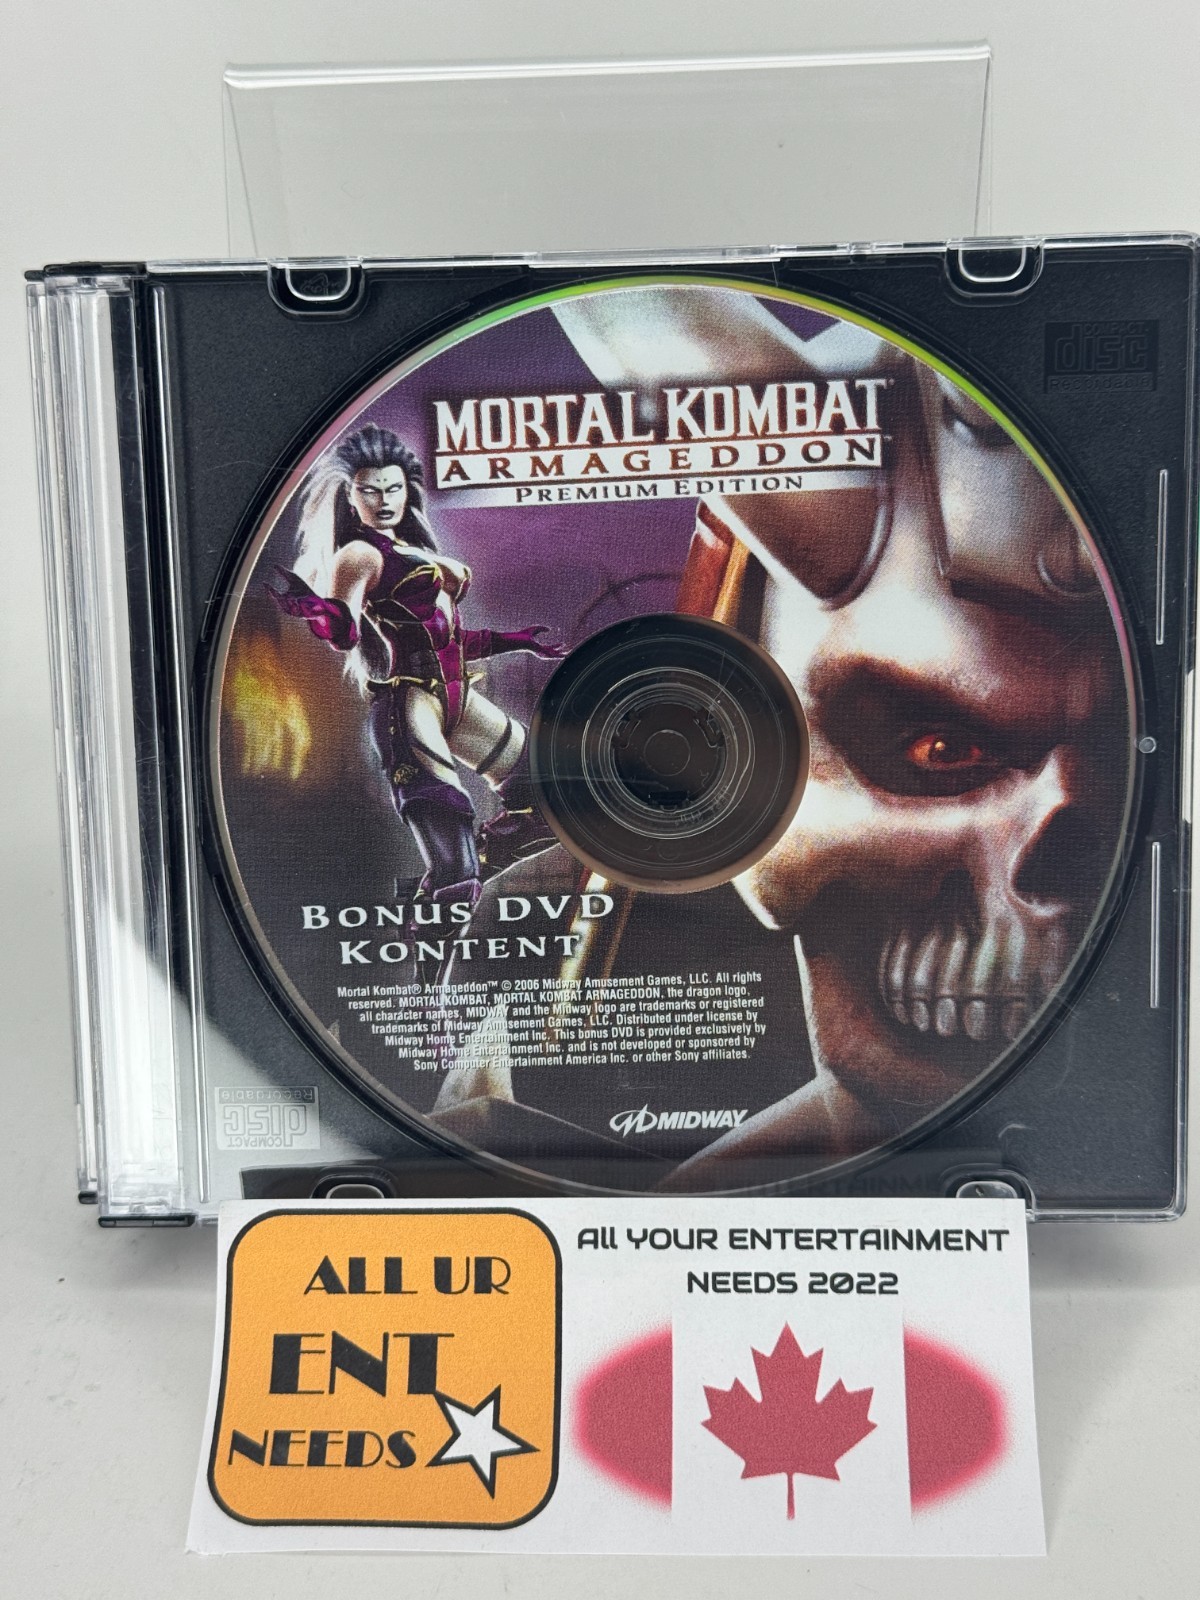 COMPACT
disc
Recordable
MORTAL KOMBAT®
ARMAGEDDON™
PREMIUM EDITION
BONUS DVD
KONTENT
Mortal Kombat® Armageddon™ © 2006 Midway Amusement Games, LLC. All rights
reserved. MORTAL KOMBAT, MORTAL KOMBAT ARMAGEDDON, the dragon logo,
all character names, MIDWAY and the Midway logo are trademarks or registered
trademarks of Midway Amusement Games, LLC. Distributed under license by
Midway Home Entertainment Inc. This bonus DVD is provided exclusively by
Midway Home Entertainment Inc. and is not developed or sponsored by
Sony Computer Entertainment America Inc. or other Sony affiliates.
MIDWAY
COMPACT
disc
Recordable
ALL UR
ENT
NEEDS
All YOUR ENTERTAINMENT
NEEDS 2022